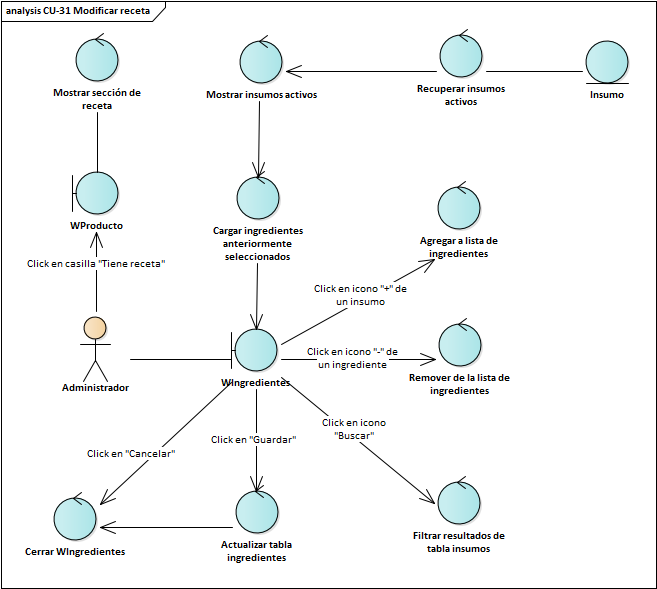 analysis CU-31 Modificar receta
Mostrar sección de
receta
Mostrar insumos activos
Recuperar insumos
activos
Insumo
WProducto
Cargar ingredientes
anteriormente
seleccionados
Agregar a lista de
ingredientes
Click en casilla "Tiene receta"
Click en icono "+" de
un insumo
Administrador
WIngredientes
Click en icono "-" de
un ingrediente
Remover de la lista de
ingredientes
Click en "Cancelar"
Click en "Guardar"
Click en icono
"Buscar"
Cerrar WIngredientes
Actualizar tabla
ingredientes
Filtrar resultados de
tabla insumos